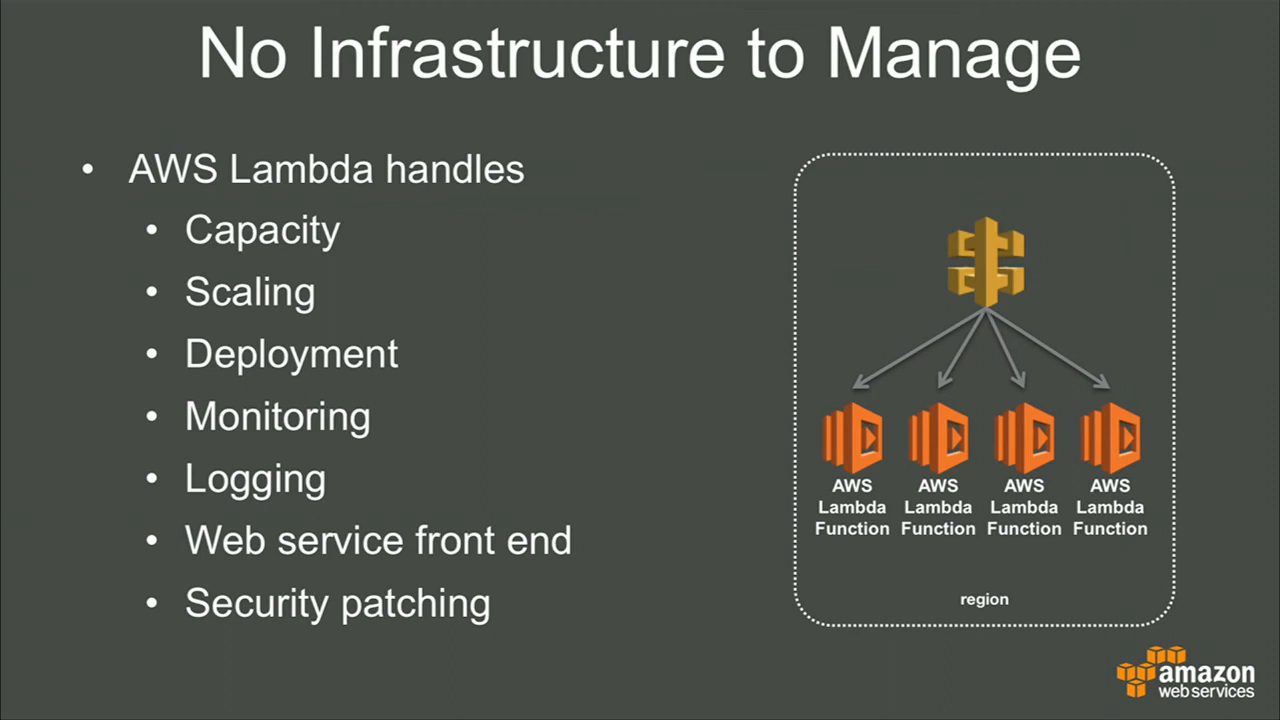 No Infrastructure to Manage
• AWS Lambda handles
• Capacity
• Scaling
• Deployment
• Monitoring
• Logging
• Web service front end
• Security patching
AWS Lambda Function
AWS Lambda Function
AWS Lambda Function
AWS Lambda Function
region
amazon
web services